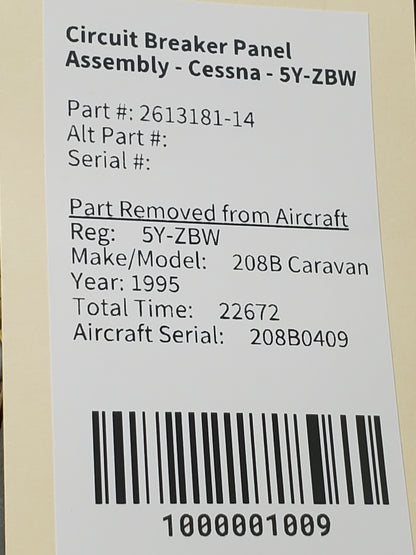 Circuit Breaker Panel
Assembly - Cessna - 5Y-ZBW
Part #: 2613181-14
Alt Part #:
Serial #:
Part Removed from Aircraft
Reg: 5Y-ZBW
Make/Model: 208B Caravan
Year: 1995
Total Time: 22672
Aircraft Serial: 208B0409
1000001009